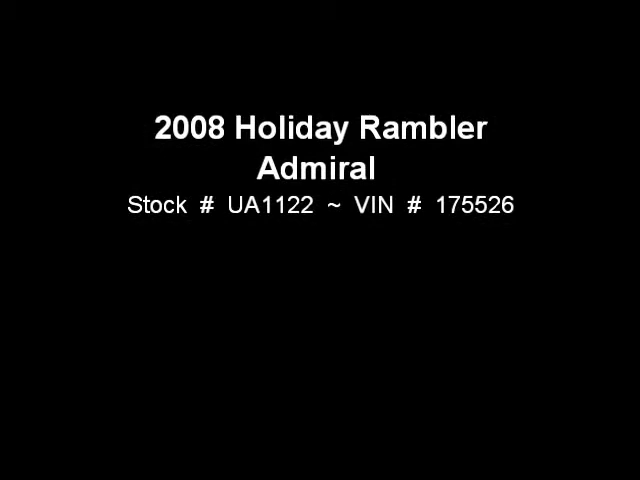 2008 Holiday Rambler
Admiral
Stock # UA1122 ~ VIN # 175526